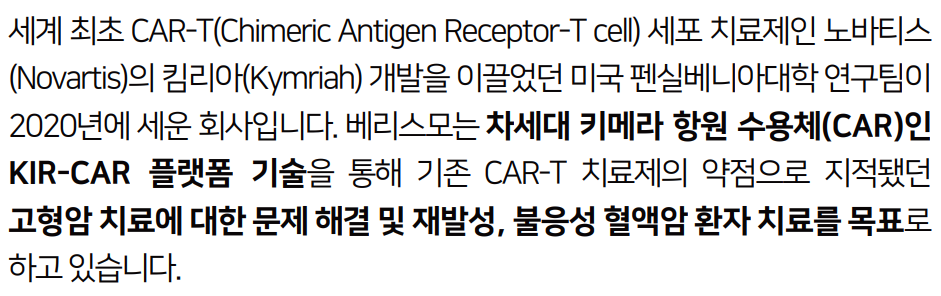 세계 최초 CAR-T(Chimeric Antigen Receptor-T cell) 세포 치료제인 노바티스
(Novartis)의 킴리아(Kymriah) 개발을 이끌었던 미국 펜실베니아대학 연구팀이
2020년에 세운 회사입니다. 베리스모는 차세대 키메라 항원 수용체(CAR)인
KIR-CAR 플랫폼 기술을 통해 기존 CAR-T 치료제의 약점으로 지적됐던
고형암 치료에 대한 문제 해결 및 재발성, 불응성 혈액암 환자 치료를 목표로
하고 있습니다.